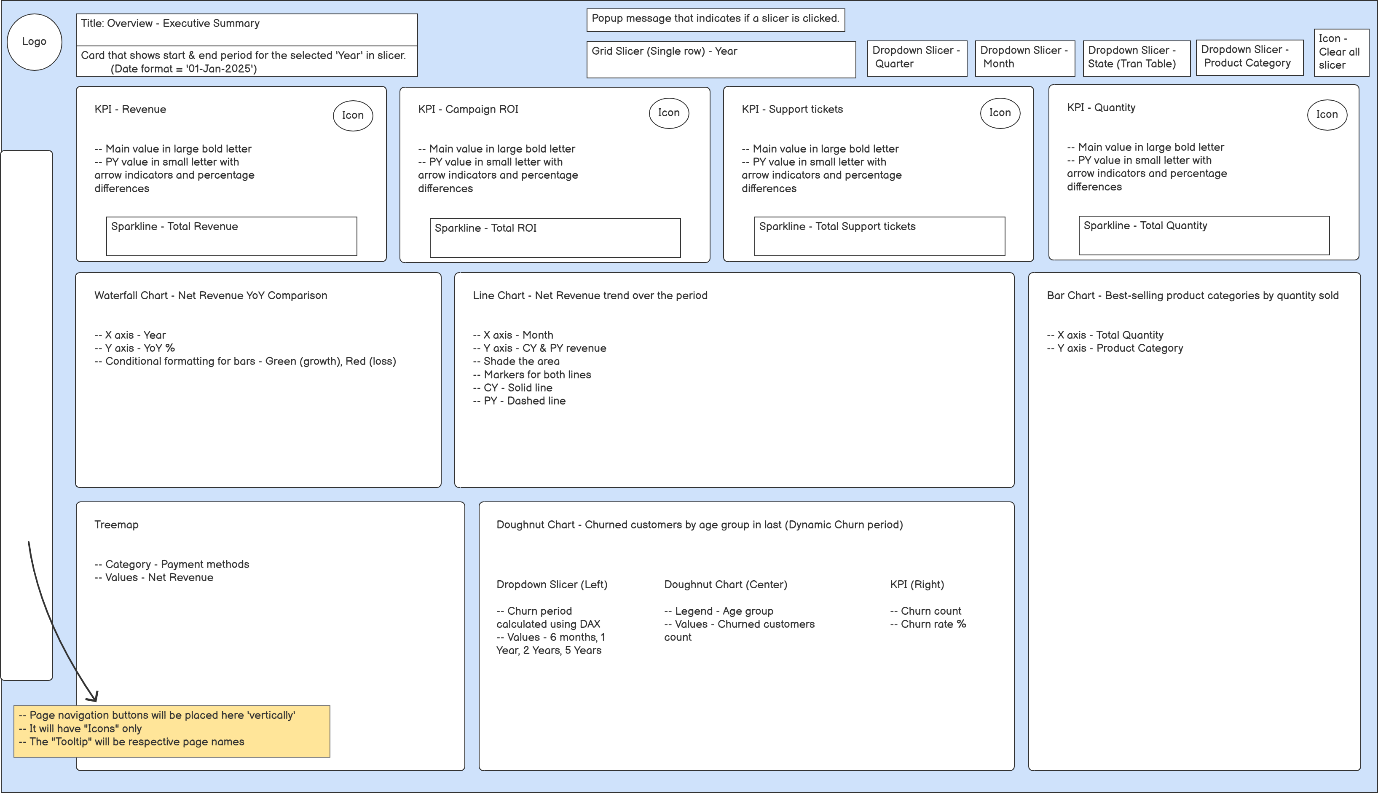 Logo
Title: Overview - Executive Summary
Card that shows start & end period for the selected 'Year' in slicer.
(Date format = '01-Jan-2025')
Popup message that indicates if a slicer is clicked.
Grid Slicer (Single row) - Year
Dropdown Slicer -
Quarter
Dropdown Slicer -
Month
Dropdown Slicer -
State (Tran Table)
Dropdown Slicer -
Product Category
Icon -
Clear all
slicer
KPI - Revenue
Icon
-- Main value in large bold letter
-- PY value in small letter with
arrow indicators and percentage
differences
Sparkline - Total Revenue
KPI - Campaign ROI
Icon
-- Main value in large bold letter
-- PY value in small letter with
arrow indicators and percentage
differences
Sparkline - Total ROI
KPI - Support tickets
Icon
-- Main value in large bold letter
-- PY value in small letter with
arrow indicators and percentage
differences
Sparkline - Total Support tickets
KPI - Quantity
Icon
-- Main value in large bold letter
-- PY value in small letter with
arrow indicators and percentage
differences
Sparkline - Total Quantity
Waterfall Chart - Net Revenue YoY Comparison
-- X axis - Year
-- Y axis - YoY %
-- Conditional formatting for bars - Green (growth), Red (loss)
Line Chart - Net Revenue trend over the period
-- X axis - Month
-- Y axis - CY & PY revenue
-- Shade the area
-- Markers for both lines
-- CY - Solid line
-- PY - Dashed line
Bar Chart - Best-selling product categories by quantity sold
-- X axis - Total Quantity
-- Y axis - Product Category
Treemap
-- Category - Payment methods
-- Values - Net Revenue
Doughnut Chart - Churned customers by age group in last (Dynamic Churn period)
Dropdown Slicer (Left)
-- Churn period
calculated using DAX
-- Values - 6 months, 1
Year, 2 Years, 5 Years
Doughnut Chart (Center)
-- Legend - Age group
-- Values - Churned customers
count
KPI (Right)
-- Churn count
-- Churn rate %
-- Page navigation buttons will be placed here 'vertically'
-- It will have "Icons" only
-- The "Tooltip" will be respective page names